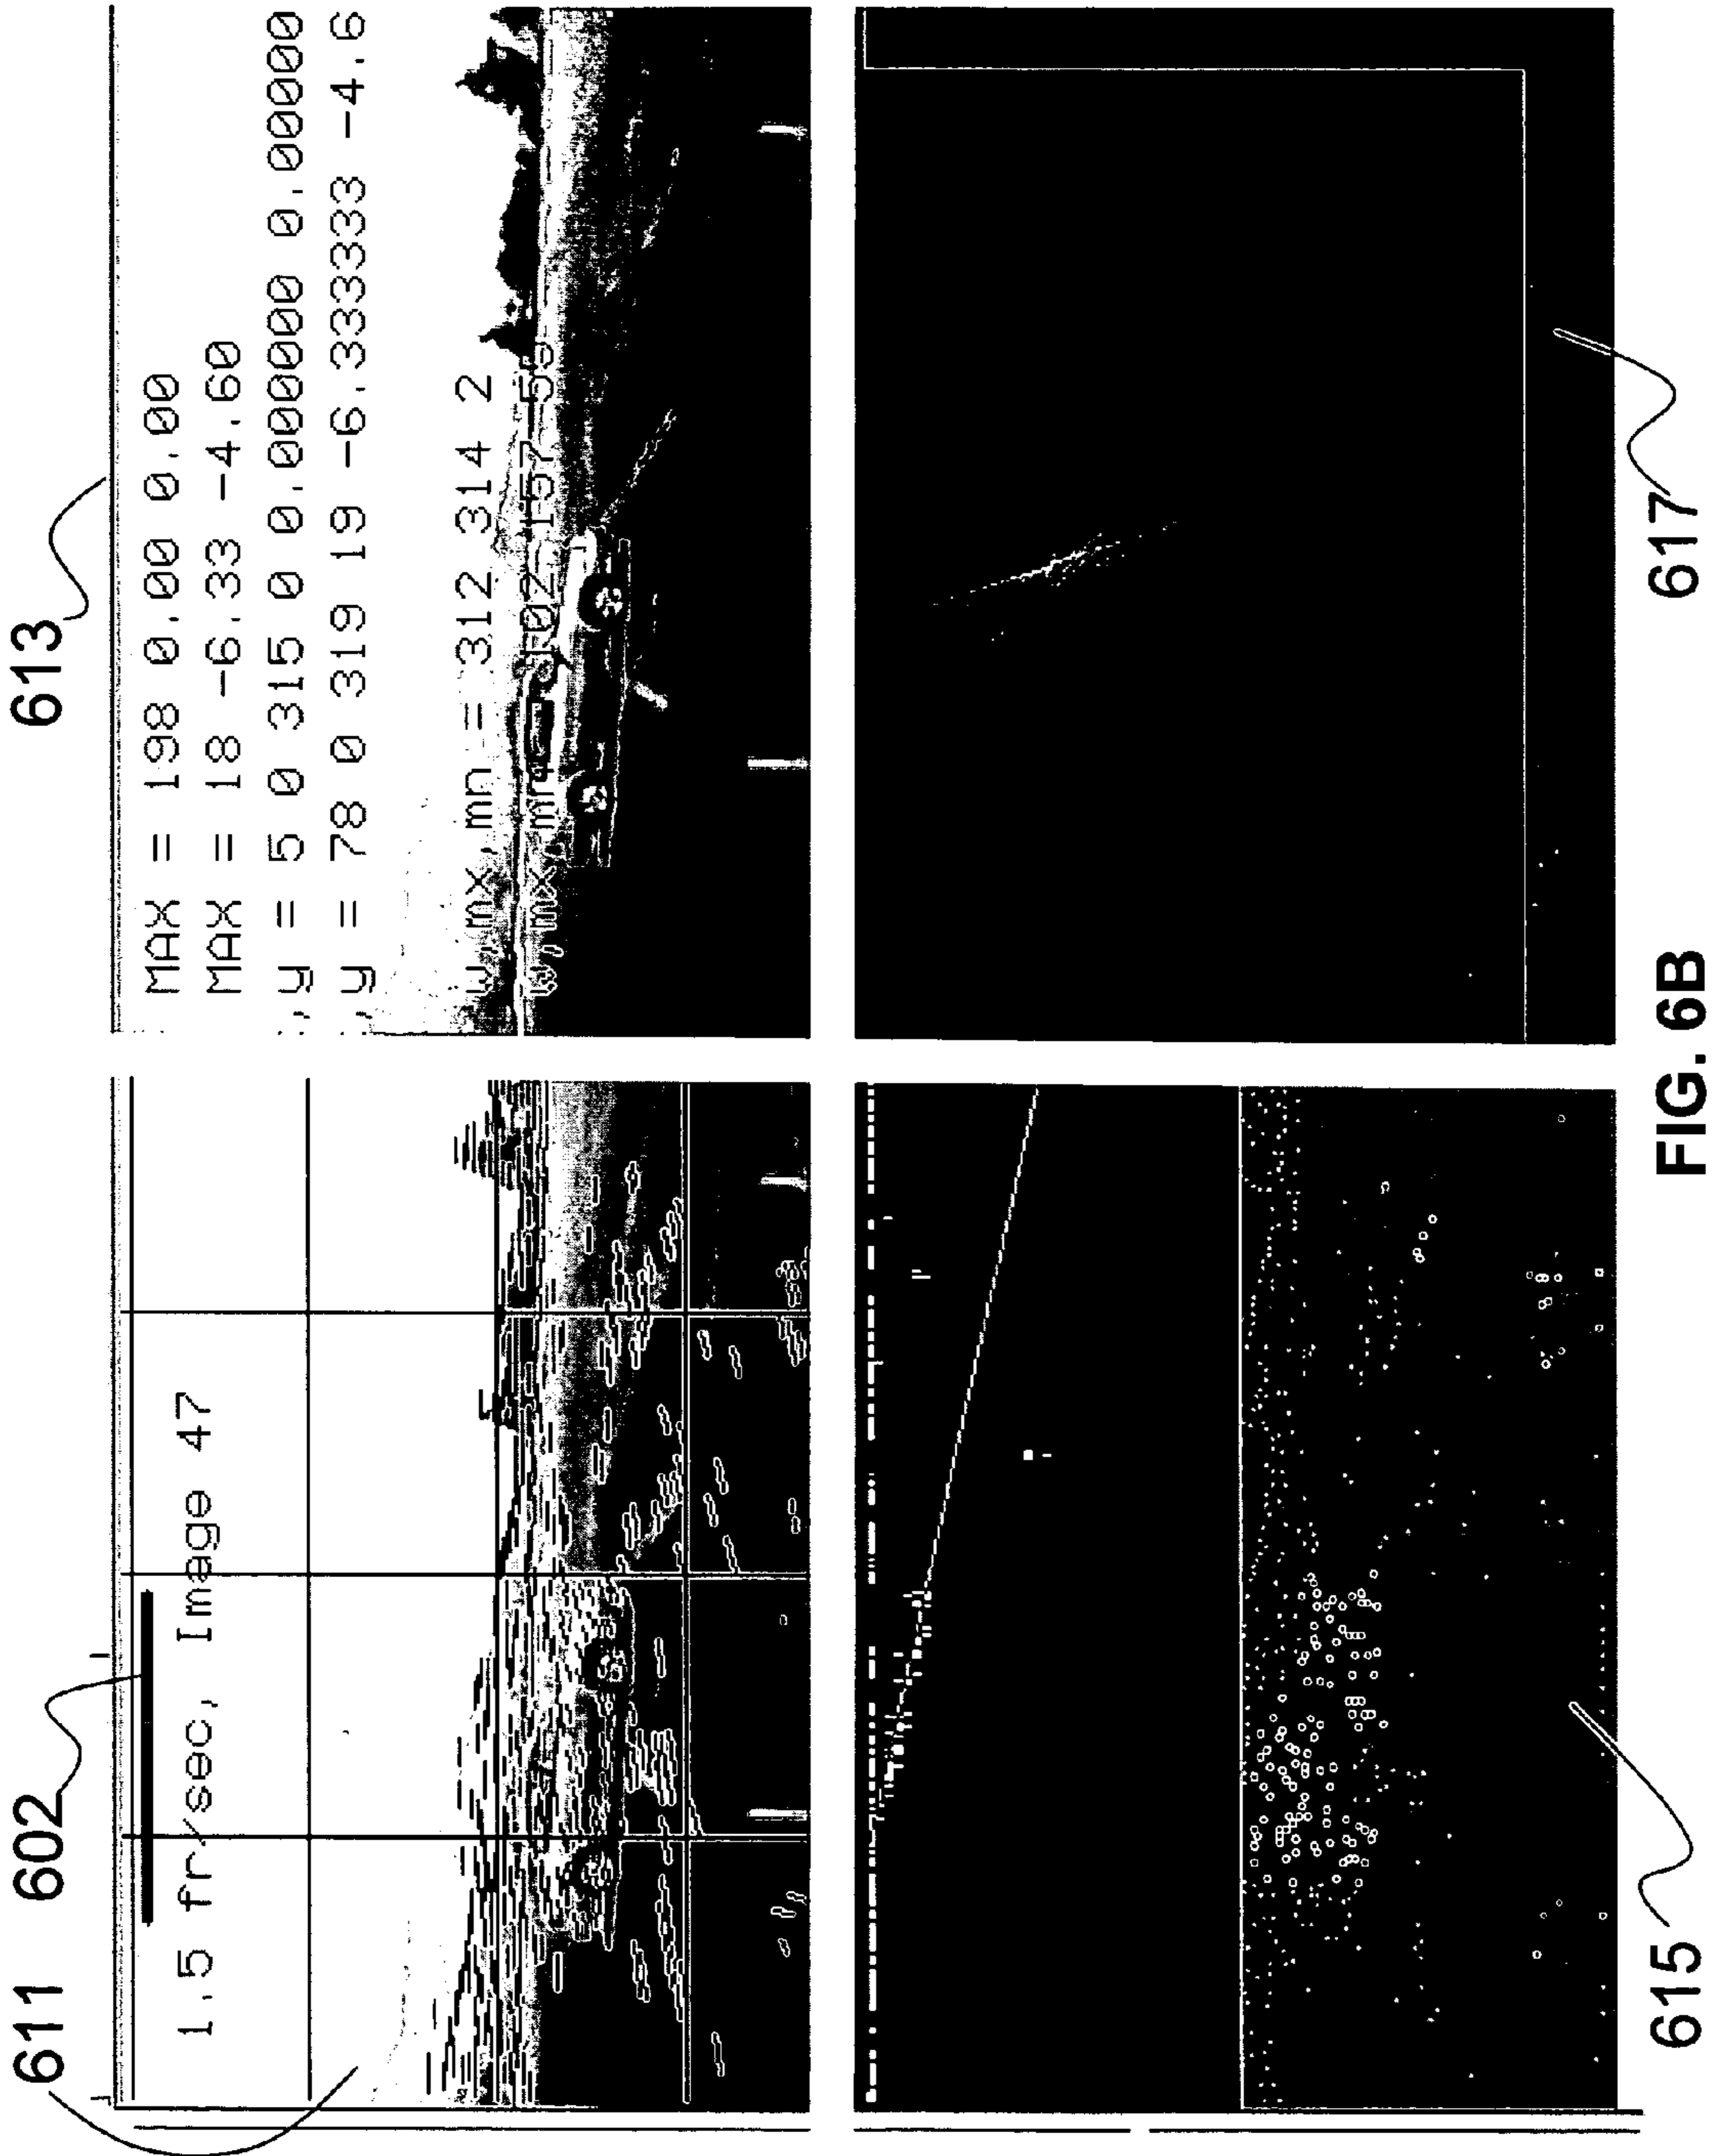 611
602
613
1.5 fr/sec, Image 47
MAX = 198 0.00 0.00
MAX = 18 -6.33 -4.60
,y = 5 0 315 0 0.000000 0.00000
,y = 78 0 319 19 -6.333333 -4.6
w, mx, mn = 312 314 2
w, mx,
615
617
FIG. 6B